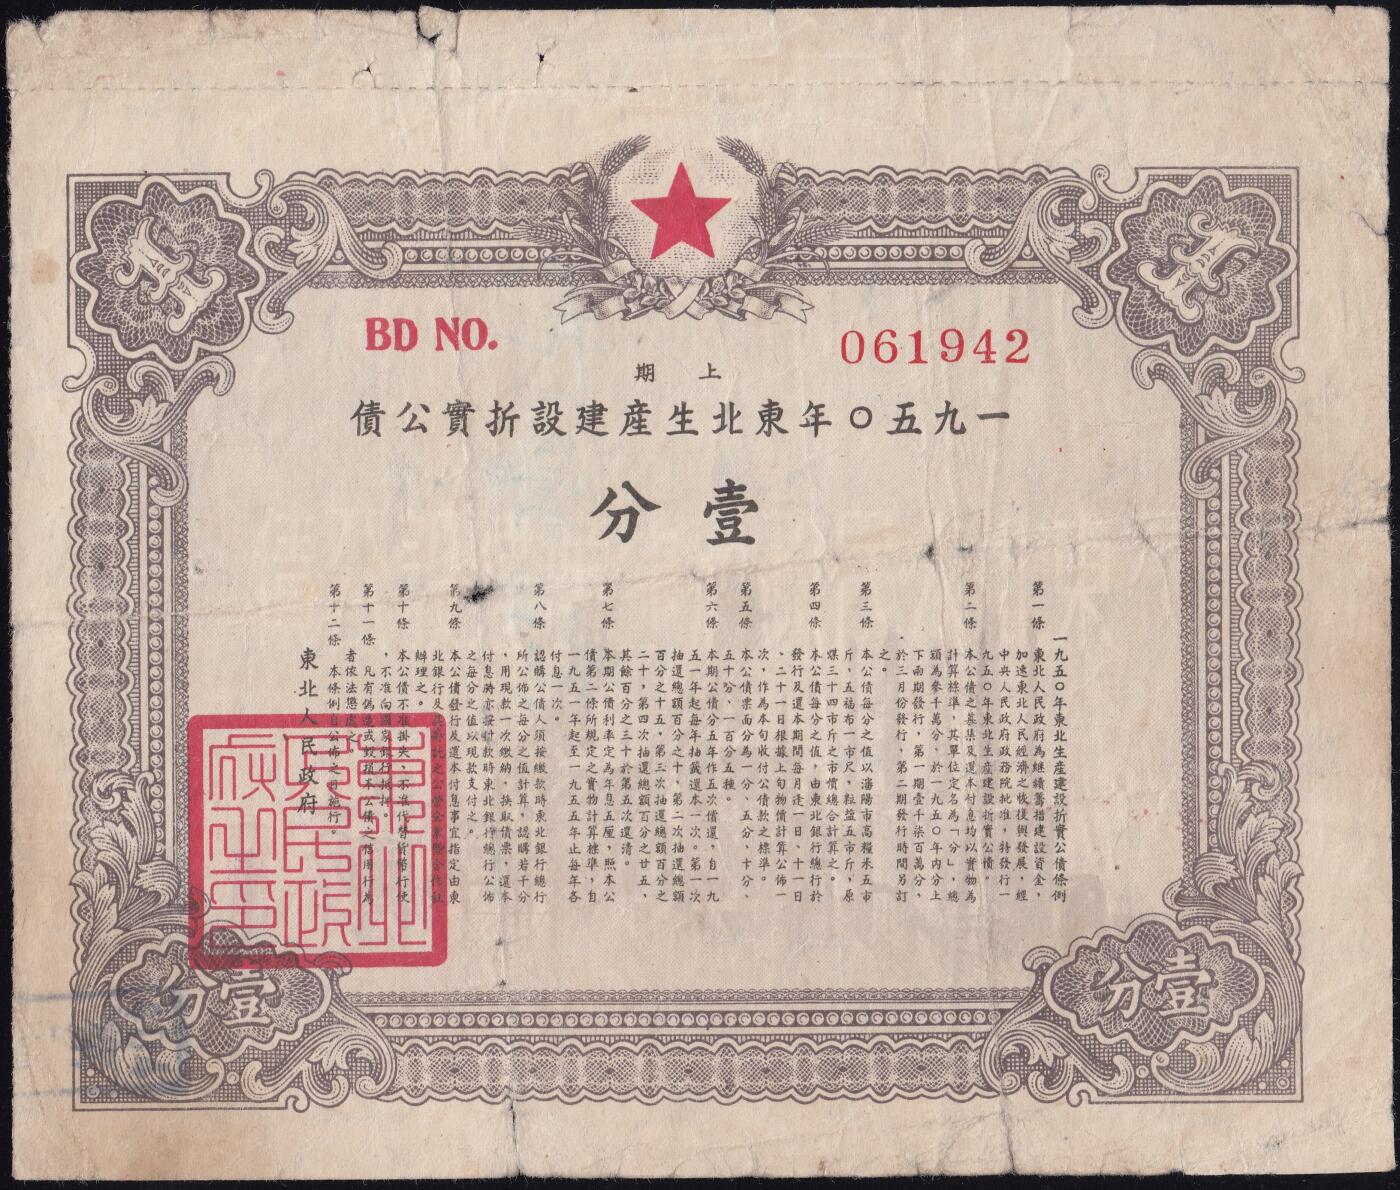 BD NO.
061942
上期
一九五〇年東北生產建設折實公債
壹分
一九五〇年東北生產建設折實公債條例
第一條 東北人民政府為繼續籌措建設資金,
加速東北人民經濟之恢復與發展,經
中央人民政府政務院批准,特發行一
九五〇年東北生產建設折實公債。
第二條 本公債之募集及還本付息均以實物為
計算標準,其單位定名為「分」,總
額為參千萬分,於一九五〇年內分上
下兩期發行,第一期壹千柒百萬分,
於三月份發行,第二期發行時間另訂
之。
第三條 本公債每分之值以瀋陽市高糧米五市
斤,五福布一市尺,粒盐五市斤,原
煤三十四市斤之市價總合計算之。
第四條 本公債每分之值,由東北銀行總行於
發行及還本期間每月逢一日、十一日
、二十一日根據上旬物價計算公佈一
次,作為本旬收付公債款之標準。
第五條 本公債票面分為一分、五分、十分、
五十分、一百分五種。
第六條 本期公債分五年作五次償還,自一九
五一年起每年抽籤還本一次。第一次
抽還總額百分之十,第二次抽還總額
百分之十五,第三次抽還總額百分之
二十,第四次抽還總額百分之廿五,
其餘百分之三十於第五次還清。
第七條 本期公債利率定為年息五厘,照本公
債第二條所規定之實物計算標準,自
一九五一年起至一九五五年止每年各
付息一次。
第八條 認購公債人須按繳款時東北銀行總行
所公佈之每分之值計算,認購若干分
,用現款一次繳納,換取債票,還本
付息時亦按付款時東北銀行總行公佈
之每分之值以現款支付之。
第九條 本公債發行及還本付息事宜指定由東
北銀行及其委託之公營企業暨合作社
辦理之。
第十條 本公債不准掛失、不准代替貨幣行使
,不准向國家銀行抵押。
第十一條 凡有偽造或毀損本公債之信用行為
者依法懲處之。
第十二條 本條例自公佈之日施行。
東北人民政府
東北人民政府之印
壹
壹
壹分
壹分